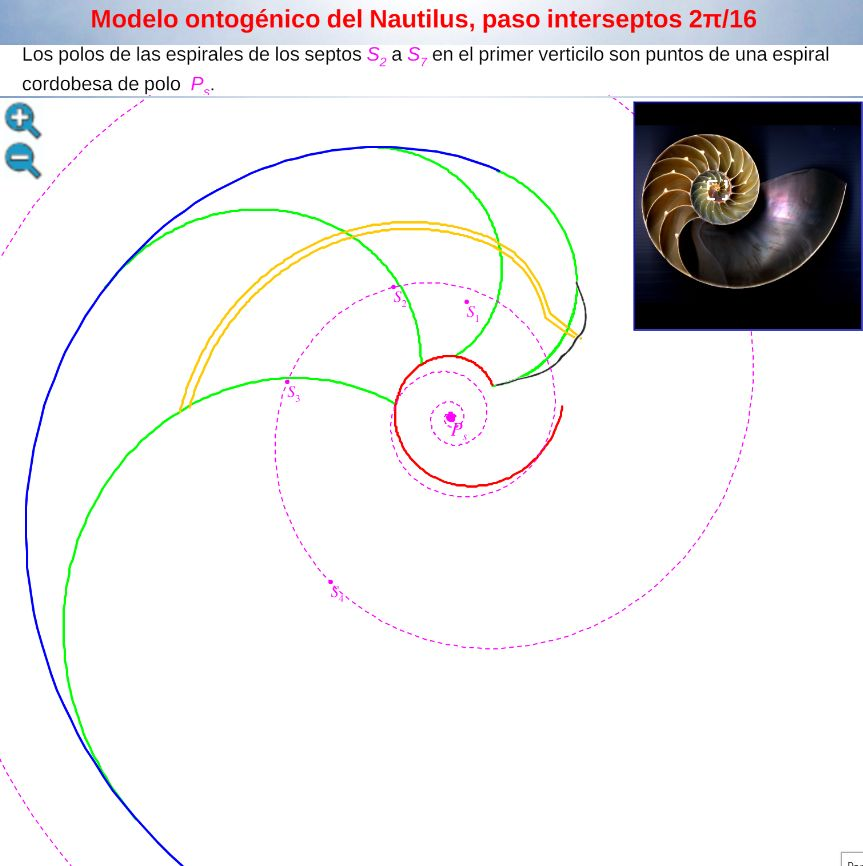 Modelo ontogénico del Nautilus, paso interseptos 2π/16
Los polos de las espirales de los septos S₂ a S₇ en el primer verticilo son puntos de una espiral
cordobesa de polo Pₛ.
S₂
S₁
S₃
P
S₄